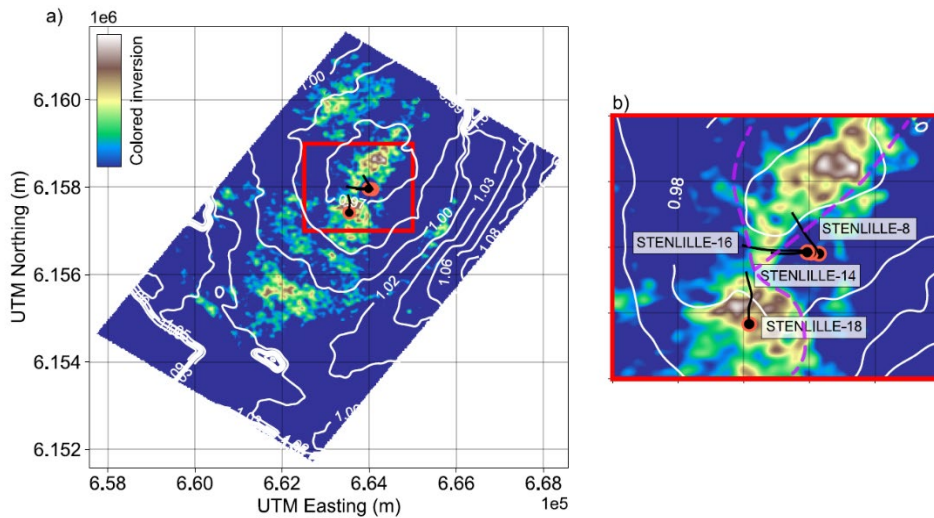 a)
1e6
Colored inversion
6.160
6.158
6.156
6.154
6.152
UTM Northing (m)
1.00
1.03
1.00
1.08
1.06
1.02
1.00
6.58
6.60
6.62
6.64
6.66
6.68
UTM Easting (m)
1e5
b)
0.98
STENLILLE-8
STENLILLE-16
STENLILLE-14
STENLILLE-18